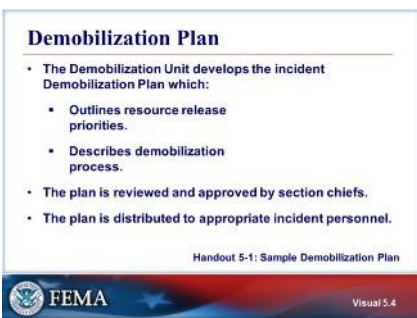 Demobilization Plan
• The Demobilization Unit develops the incident
Demobilization Plan which:
▪ Outlines resource release
priorities.
▪ Describes demobilization
process.
• The plan is reviewed and approved by section chiefs.
• The plan is distributed to appropriate incident personnel.
Handout 5-1: Sample Demobilization Plan
FEMA
Visual 5.4